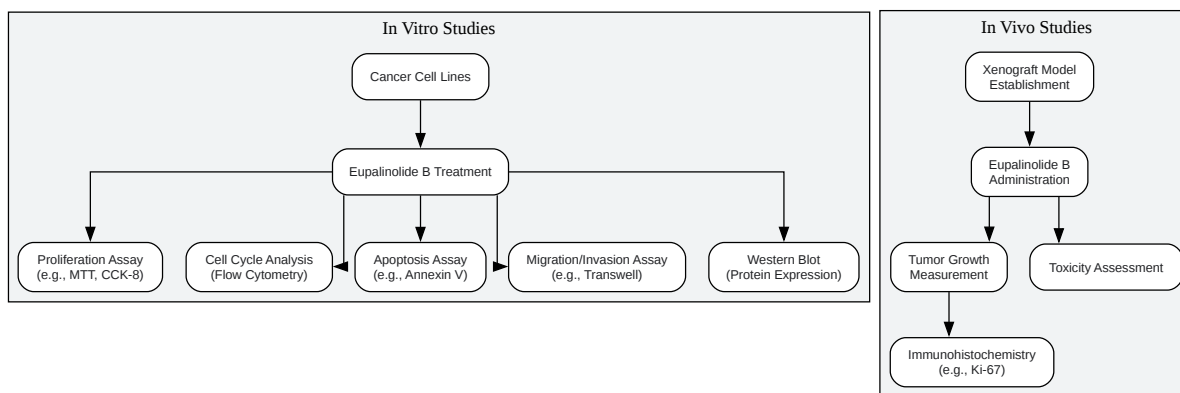 In Vitro Studies
Cancer Cell Lines
Eupalinolide B Treatment
Proliferation Assay
(e.g., MTT, CCK-8)
Cell Cycle Analysis
(Flow Cytometry)
Apoptosis Assay
(e.g., Annexin V)
Migration/Invasion Assay
(e.g., Transwell)
Western Blot
(Protein Expression)
In Vivo Studies
Xenograft Model
Establishment
Eupalinolide B
Administration
Tumor Growth
Measurement
Toxicity Assessment
Immunohistochemistry
(e.g., Ki-67)